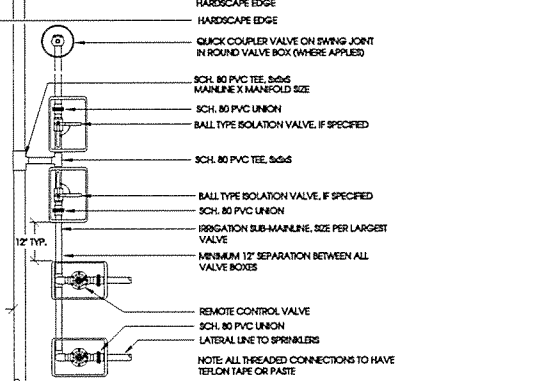 HARDSCAPE EDGE
HARDSCAPE EDGE
QUICK COUPLER VALVE ON SWING JOINT
IN ROUND VALVE BOX (WHERE APPLIES)
SCH. 80 PVC TEE, SxSxS
MAINLINE X MANIFOLD SIZE
SCH. 80 PVC UNION
BALL TYPE ISOLATION VALVE, IF SPECIFIED
SCH. 80 PVC TEE, SxSxS
BALL TYPE ISOLATION VALVE, IF SPECIFIED
SCH. 80 PVC UNION
IRRIGATION SUB-MAINLINE, SIZE PER LARGEST
VALVE
12" TYP.
MINIMUM 12" SEPARATION BETWEEN ALL
VALVE BOXES
REMOTE CONTROL VALVE
SCH. 80 PVC UNION
LATERAL LINE TO SPRINKLERS
NOTE: ALL THREADED CONNECTIONS TO HAVE
TEFLON TAPE OR PASTE